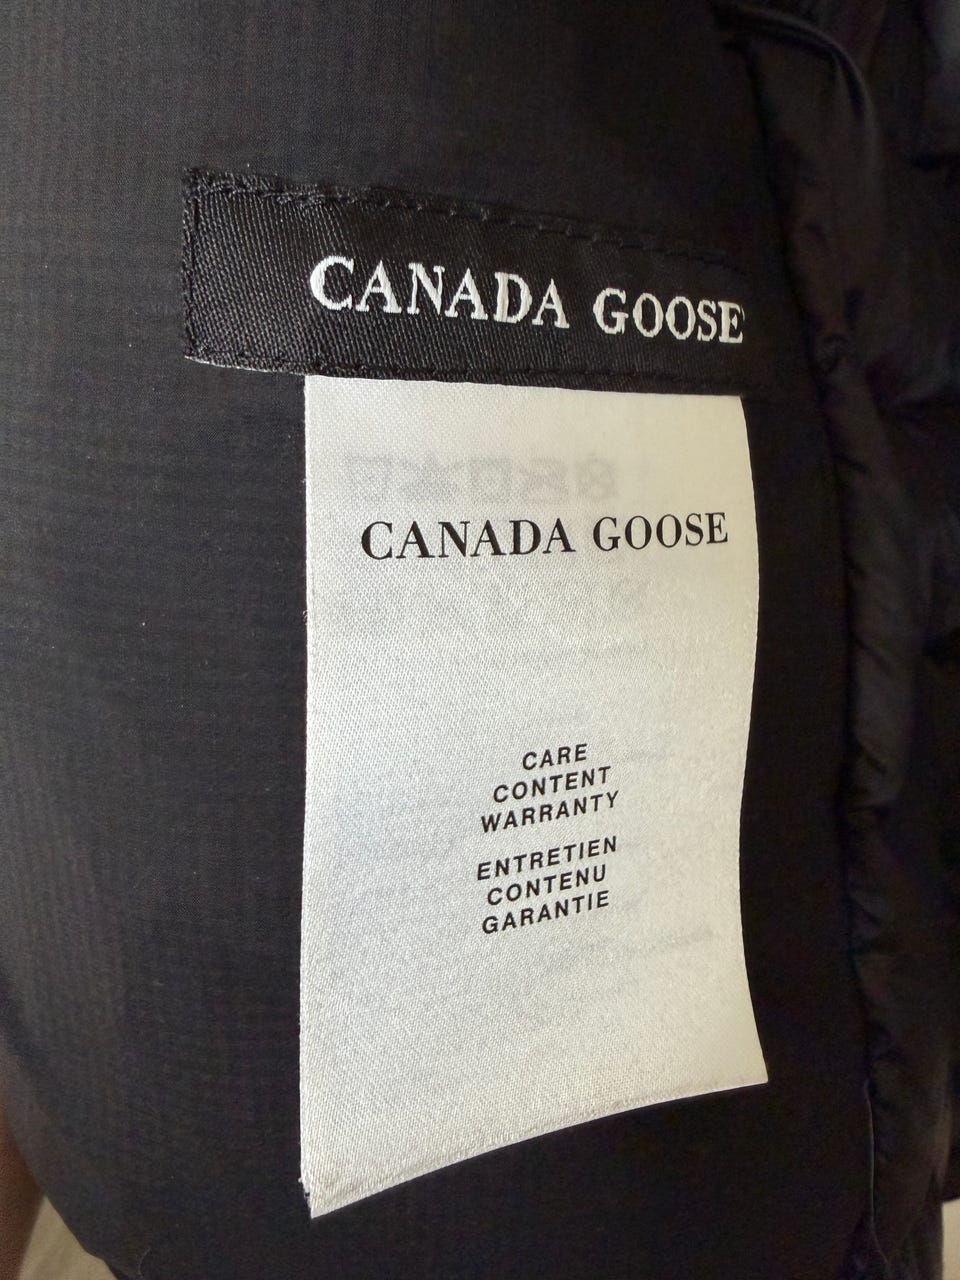 CANADA GOOSE
CANADA GOOSE
CARE
CONTENT
WARRANTY
ENTRETIEN
CONTENU
GARANTIE